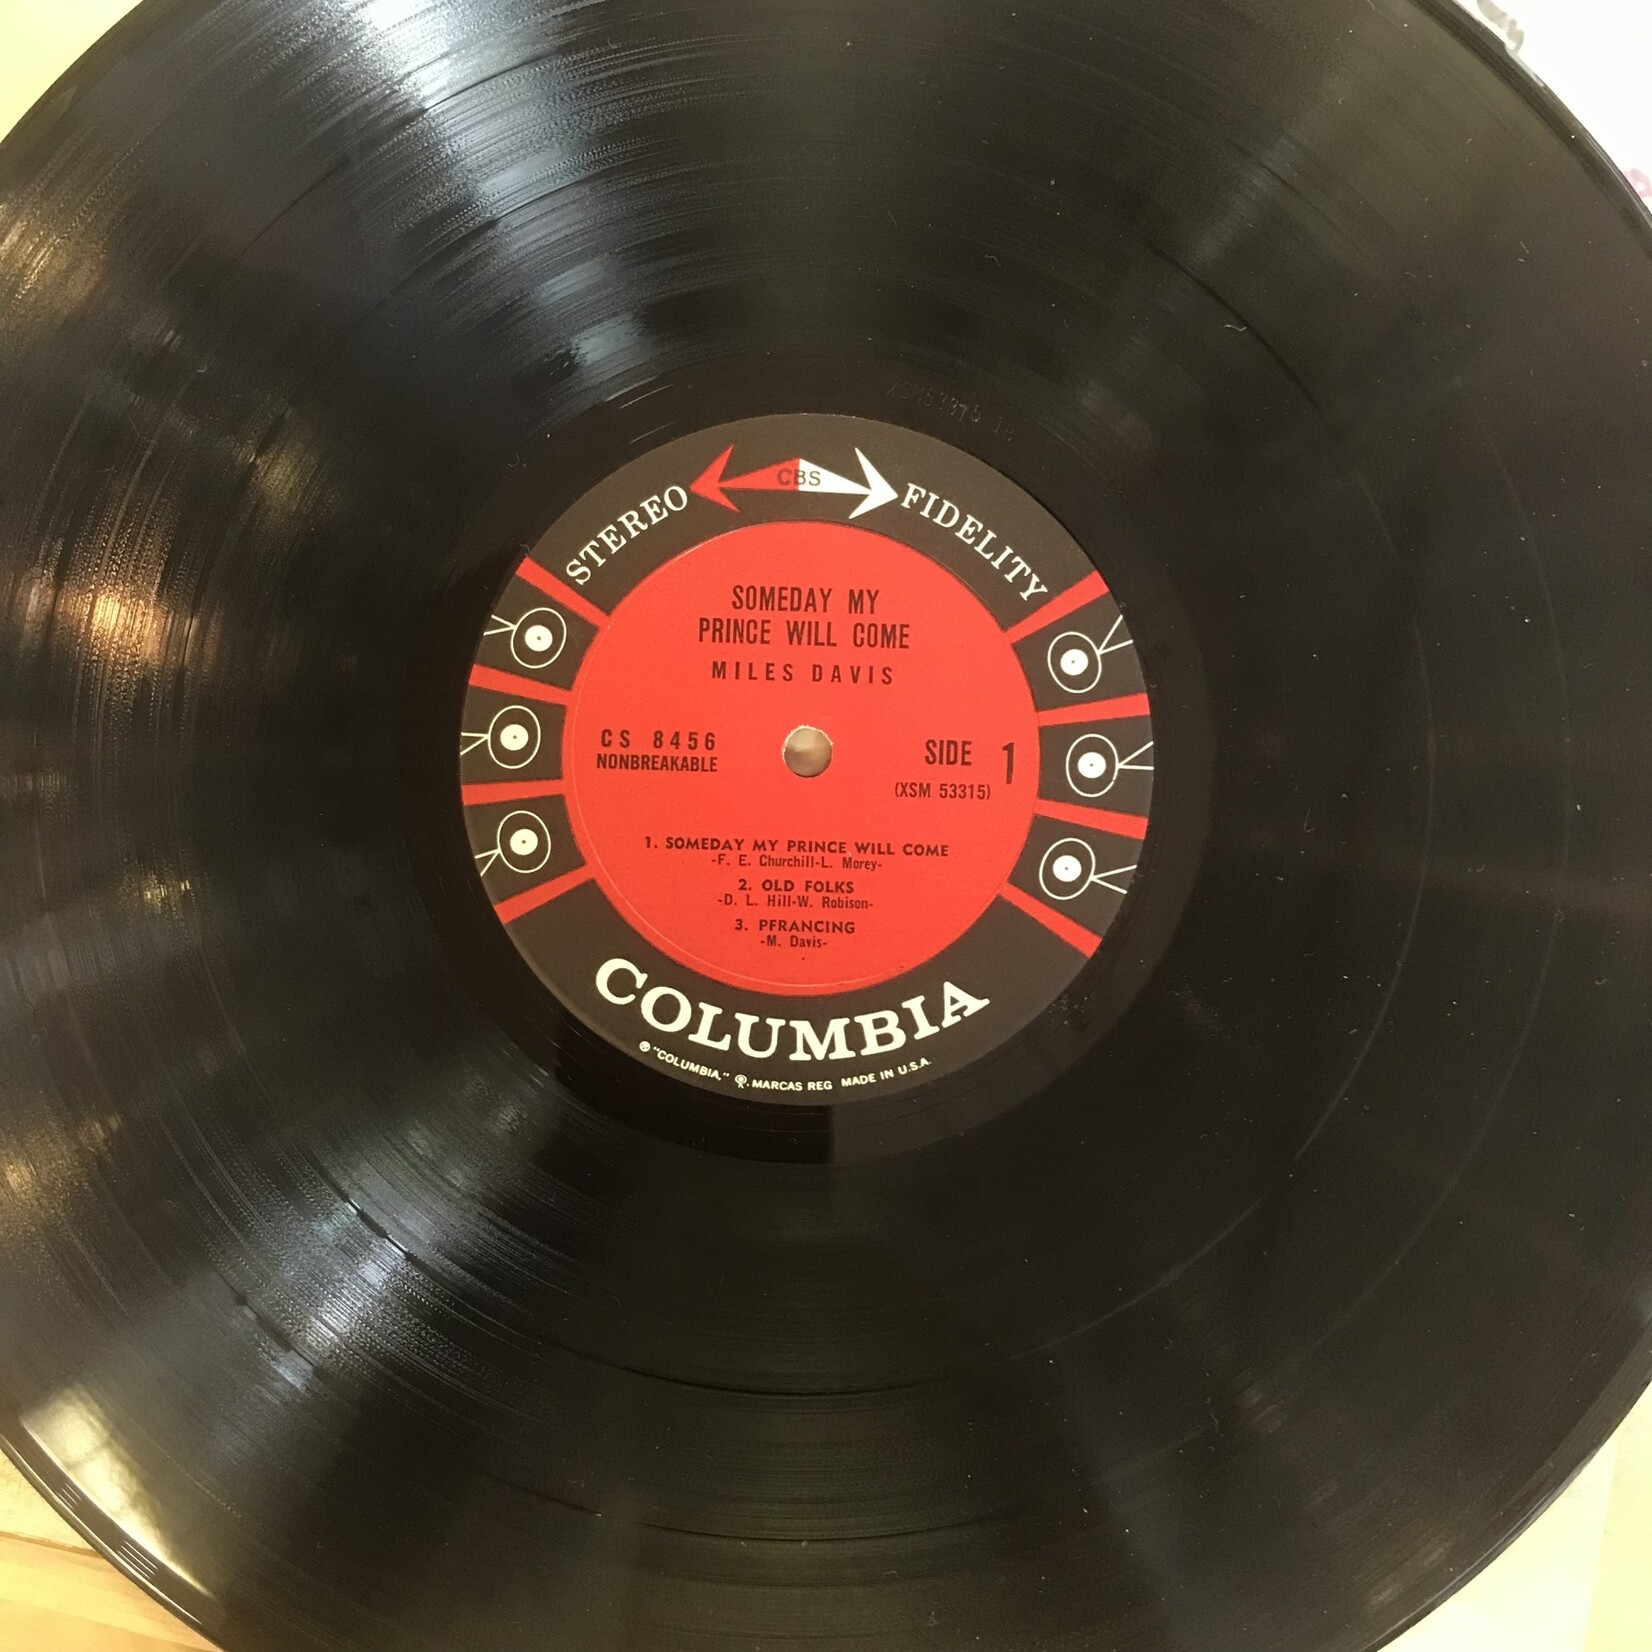 STEREO CBS FIDELITY
SOMEDAY MY
PRINCE WILL COME
MILES DAVIS
CS 8456
NONBREAKABLE
SIDE 1
(XSM 53315)
1. SOMEDAY MY PRINCE WILL COME
-F. E. Churchill-L. Morey-
2. OLD FOLKS
-D. L. Hill-W. Robison-
3. PFRANCING
-M. Davis-
COLUMBIA
® "COLUMBIA," ®. MARCAS REG MADE IN U.S.A.